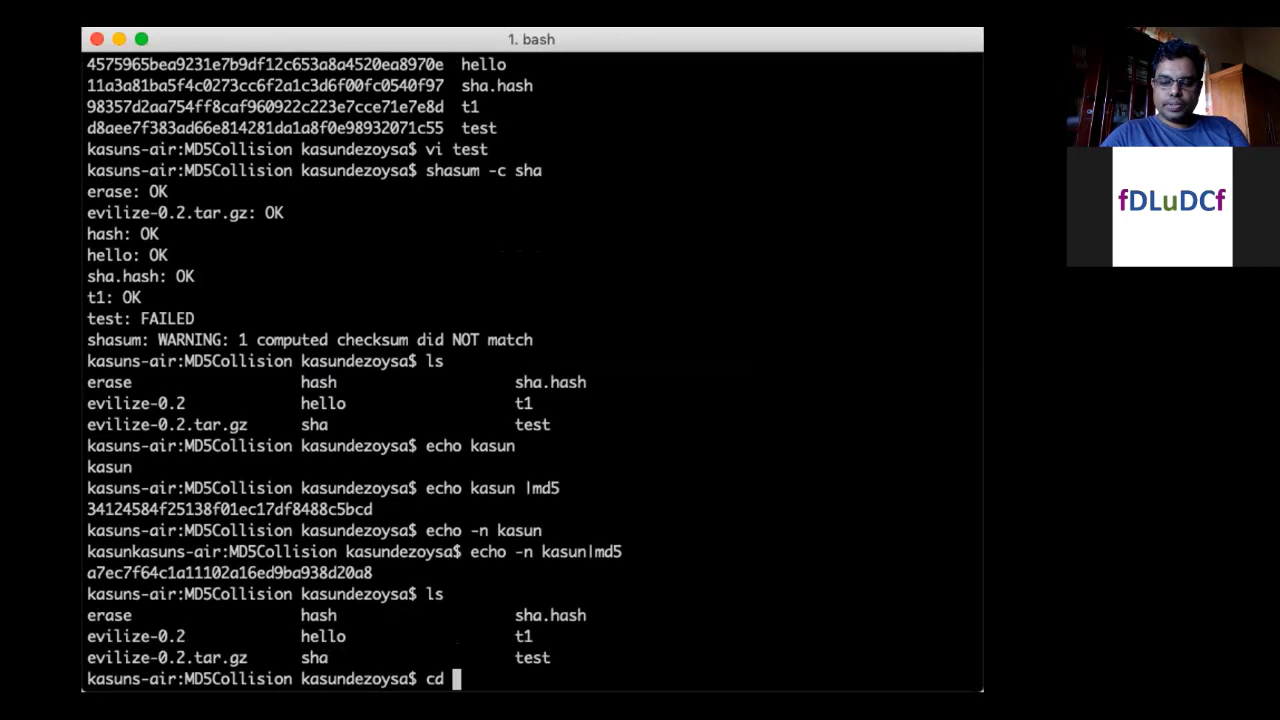 1. bash
4575965bea9231e7b9df12c653a8a4520ea8970e  hello
11a3a81ba5f4c0273cc6f2a1c3d6f00fc0540f97  sha.hash
98357d2aa754ff8caf960922c223e7cce71e7e8d  t1
d8aee7f383ad66e814281da1a8f0e98932071c55  test
kasuns-air:MD5Collision kasundezoysa$ vi test
kasuns-air:MD5Collision kasundezoysa$ shasum -c sha
erase: OK
evilize-0.2.tar.gz: OK
hash: OK
hello: OK
sha.hash: OK
t1: OK
test: FAILED
shasum: WARNING: 1 computed checksum did NOT match
kasuns-air:MD5Collision kasundezoysa$ ls
erase hash sha.hash
evilize-0.2 hello t1
evilize-0.2.tar.gz sha test
kasuns-air:MD5Collision kasundezoysa$ echo kasun
kasun
kasuns-air:MD5Collision kasundezoysa$ echo kasun |md5
34124584f25138f01ec17df8488c5bcd
kasuns-air:MD5Collision kasundezoysa$ echo -n kasun
kasunkasuns-air:MD5Collision kasundezoysa$ echo -n kasun|md5
a7ec7f64c1a11102a16ed9ba938d20a8
kasuns-air:MD5Collision kasundezoysa$ ls
erase hash sha.hash
evilize-0.2 hello t1
evilize-0.2.tar.gz sha test
kasuns-air:MD5Collision kasundezoysa$ cd
fDLuDCf